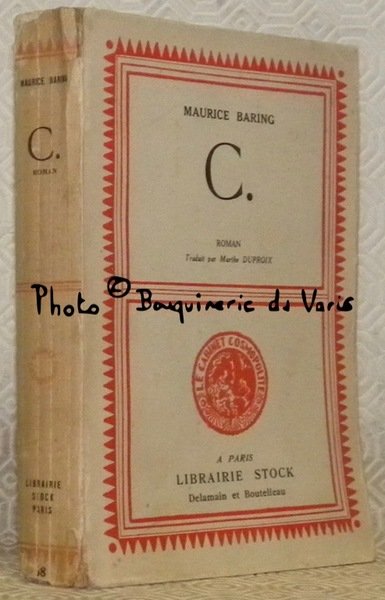 MAURICE BARING
C.
ROMAN
LIBRAIRIE
STOCK
PARIS
MAURICE BARING
C.
ROMAN
Traduit par Marthe DUPROIX
Photo © Bouquinerie du Varis
LE CABINET COSMOPOLITE
A PARIS
LIBRAIRIE STOCK
Delamain et Boutelleau